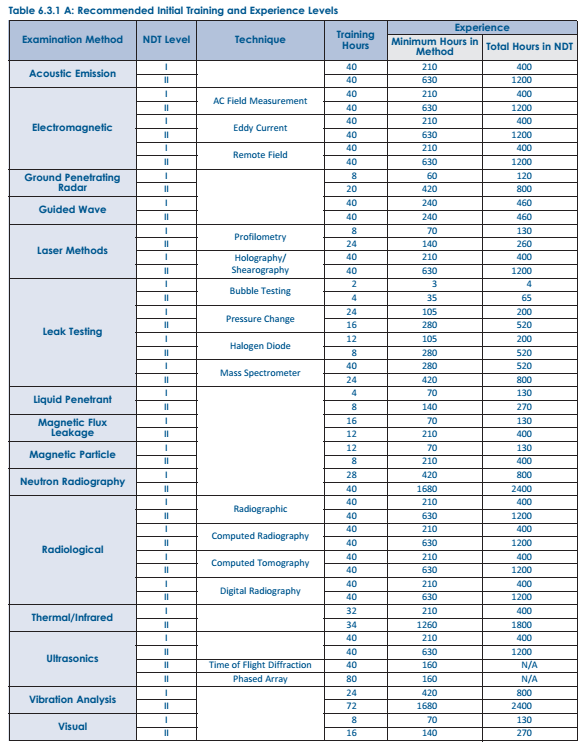 Table 6.3.1 A: Recommended Initial Training and Experience Levels
Examination Method NDT Level Technique Training Hours Experience
Minimum Hours in Method Total Hours in NDT
Acoustic Emission I 40 210 400
II 40 630 1200
Electromagnetic I AC Field Measurement 40 210 400
II 40 630 1200
I Eddy Current 40 210 400
II 40 630 1200
I Remote Field 40 210 400
II 40 630 1200
Ground Penetrating Radar I 8 60 120
II 20 420 800
Guided Wave I 40 240 460
II 40 240 460
Laser Methods I Profilometry 8 70 130
II 24 140 260
I Holography/ Shearography 40 210 400
II 40 630 1200
Leak Testing I Bubble Testing 2 3 4
II 4 35 65
I Pressure Change 24 105 200
II 16 280 520
I Halogen Diode 12 105 200
II 8 280 520
I Mass Spectrometer 40 280 520
II 24 420 800
Liquid Penetrant I 4 70 130
II 8 140 270
Magnetic Flux Leakage I 16 70 130
II 12 210 400
Magnetic Particle I 12 70 130
II 8 210 400
Neutron Radiography I 28 420 800
II 40 1680 2400
Radiological I Radiographic 40 210 400
II 40 630 1200
I Computed Radiography 40 210 400
II 40 630 1200
I Computed Tomography 40 210 400
II 40 630 1200
I Digital Radiography 40 210 400
II 40 630 1200
Thermal/Infrared I 32 210 400
II 34 1260 1800
Ultrasonics I 40 210 400
II 40 630 1200
II Time of Flight Diffraction 40 160 N/A
II Phased Array 80 160 N/A
Vibration Analysis I 24 420 800
II 72 1680 2400
Visual I 8 70 130
II 16 140 270